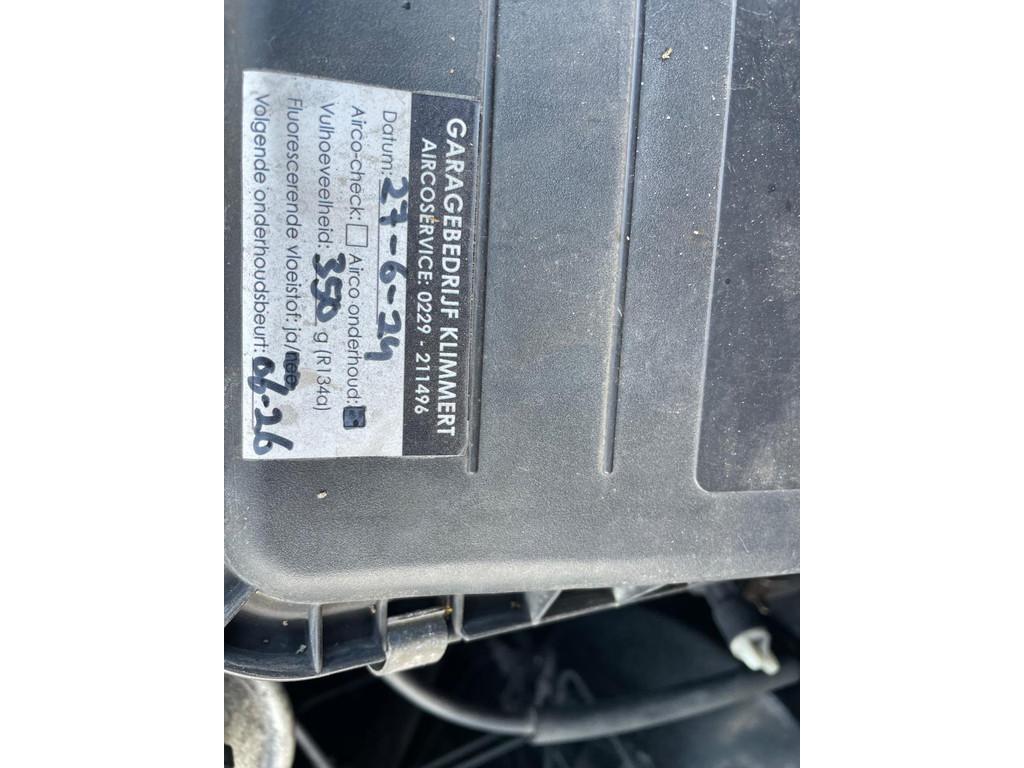 GARAGEBEDRIJF KLIMMERT
AIRCOSERVICE: 0229 - 211496
Datum: 27-6-24
Airco-check: Airco onderhoud:
Vulhoeveelheid: 350 g (R134a)
Fluorescerende vloeistof: ja/nee
Volgende onderhoudsbeurt: 06-26